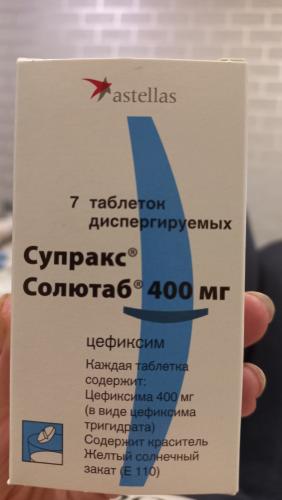 astellas
7 таблеток
диспергируемых
Супракс®
Солютаб® 400 мг
цефиксим
Каждая таблетка
содержит:
Цефиксима 400 мг
(в виде цефиксима
тригидрата)
Содержит краситель
Желтый солнечный
закат (Е 110)